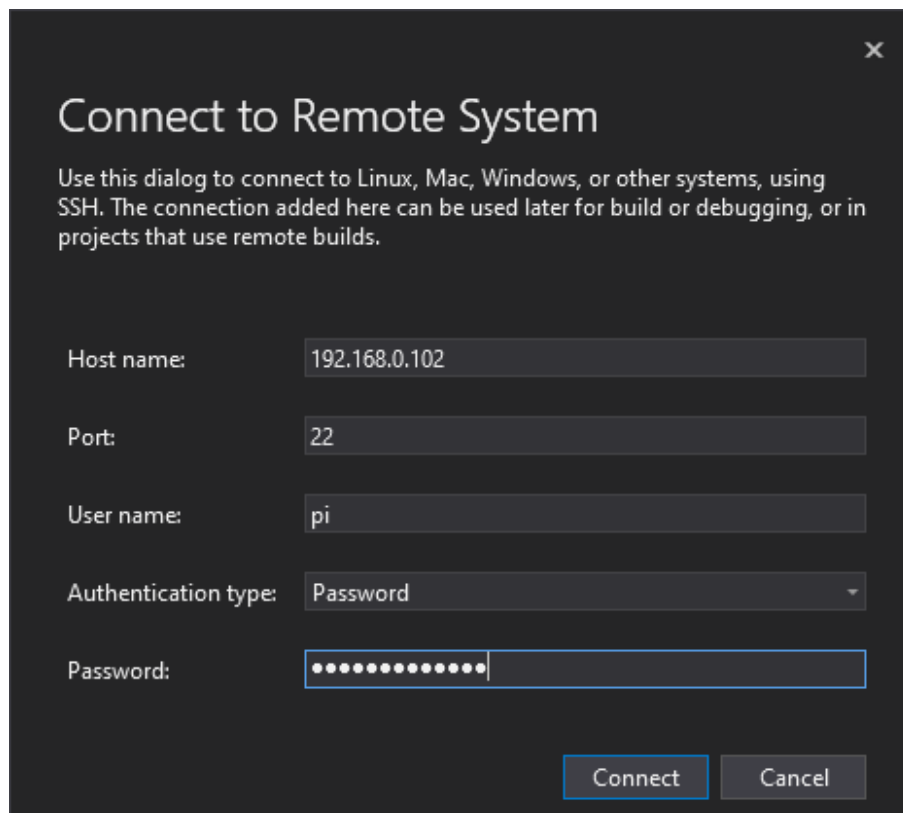 Connect to Remote System
Use this dialog to connect to Linux, Mac, Windows, or other systems, using
SSH. The connection added here can be used later for build or debugging, or in
projects that use remote builds.
Host name: 192.168.0.102
Port: 22
User name: pi
Authentication type: Password
Password: •••••••••••••
Connect Cancel